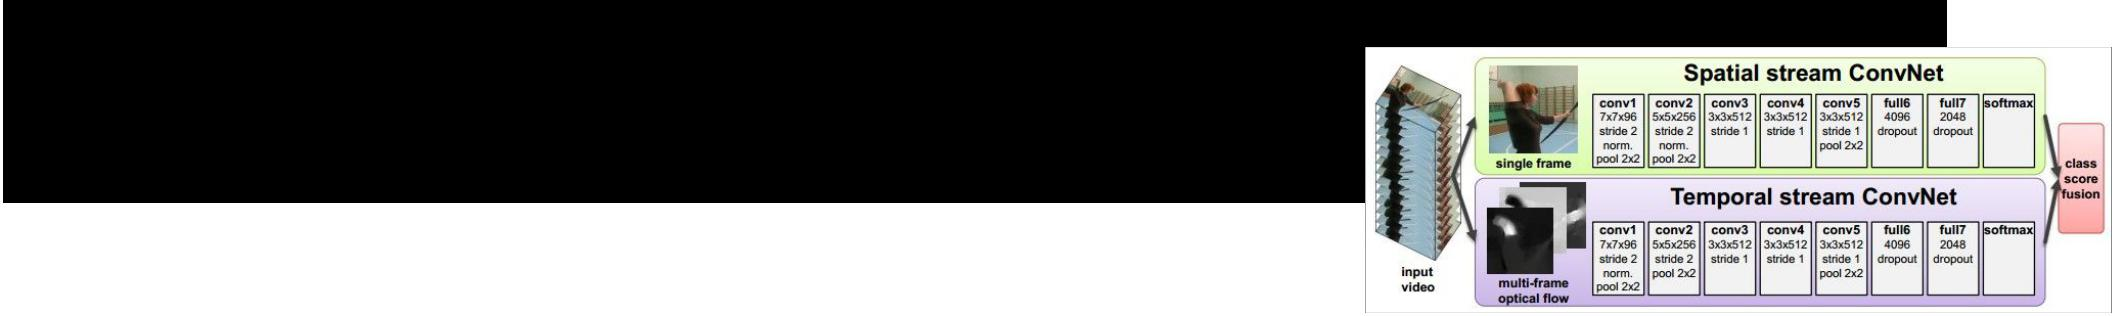 Spatial stream ConvNet
conv1
7x7x96
stride 2
norm.
pool 2x2
conv2
5x5x256
stride 2
norm.
pool 2x2
conv3
3x3x512
stride 1
conv4
3x3x512
stride 1
conv5
3x3x512
stride 1
pool 2x2
full6
4096
dropout
full7
2048
dropout
softmax
single frame
Temporal stream ConvNet
conv1
7x7x96
stride 2
norm.
pool 2x2
conv2
5x5x256
stride 2
pool 2x2
conv3
3x3x512
stride 1
conv4
3x3x512
stride 1
conv5
3x3x512
stride 1
pool 2x2
full6
4096
dropout
full7
2048
dropout
softmax
multi-frame
optical flow
input
video
class
score
fusion